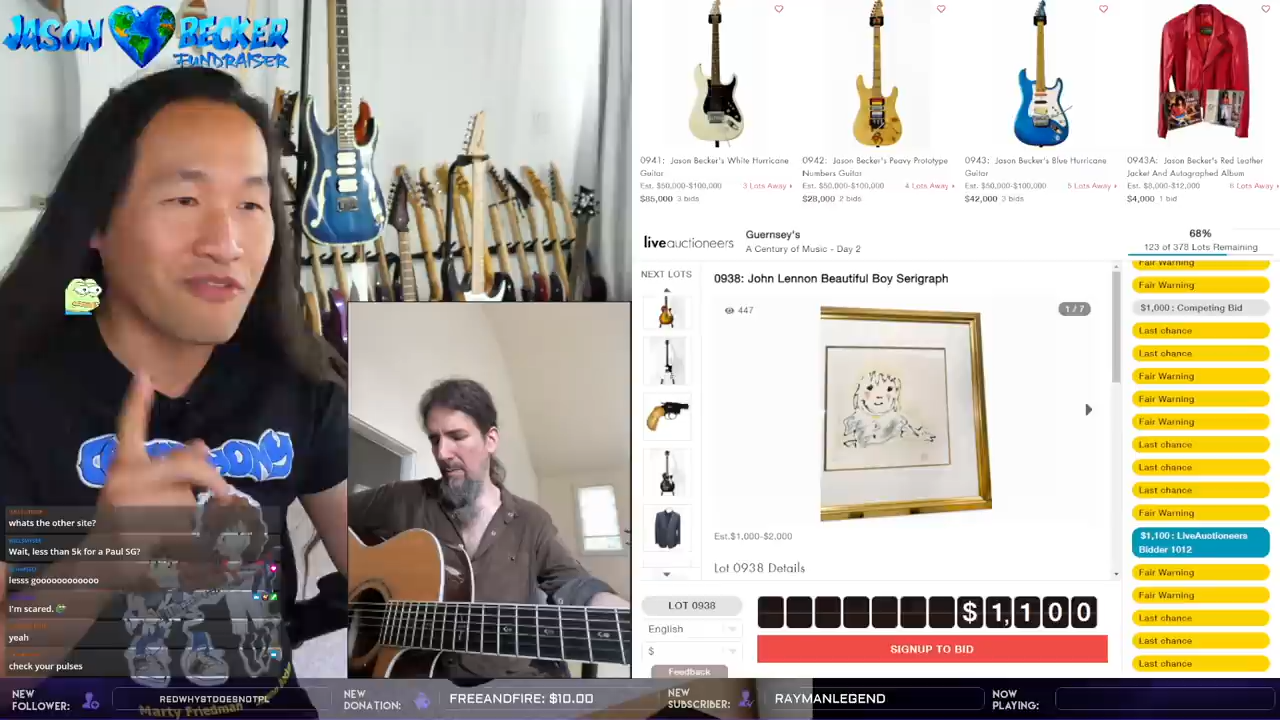 JASON BECKER
FUNDRAISER
whats the other site?
Wait, less than 5k for a Paul SG?
lesss gooooooooooo
I'm scared.
yeah
check your pulses
Marty Friedman
0941: Jason Becker's White Hurricane
Guitar
Est. $50,000-$100,000 3 Lots Away
$85,000 3 bids
0942: Jason Becker's Peavy Prototype
Numbers Guitar
Est. $50,000-$100,000 4 Lots Away
$28,000 2 bids
0943: Jason Becker's Blue Hurricane
Guitar
Est. $50,000-$100,000 5 Lots Away
$42,000 3 bids
0943A: Jason Becker's Red Leather
Jacket And Autographed Album
Est. $8,000-$12,000 6 Lots Away
$4,000 1 bid
liveauctioneers
Guernsey's
A Century of Music - Day 2
68%
123 of 378 Lots Remaining
NEXT LOTS
0938: John Lennon Beautiful Boy Serigraph
447
1 / 7
Est.$1,000-$2,000
Lot 0938 Details
Fair Warning
Fair Warning
$1,000 : Competing Bid
Last chance
Last chance
Fair Warning
Fair Warning
Fair Warning
Last chance
Last chance
Last chance
Fair Warning
$1,100 : LiveAuctioneers
Bidder 1012
Fair Warning
Fair Warning
Last chance
Last chance
Last chance
LOT 0938
English
$
Feedback
$1,100
SIGNUP TO BID
NEW
FOLLOWER:
REDWHYSTDOESNOTPL
NEW
DONATION:
FREEANDFIRE: $10.00
NEW
SUBSCRIBER:
RAYMANLEGEND
NOW
PLAYING: